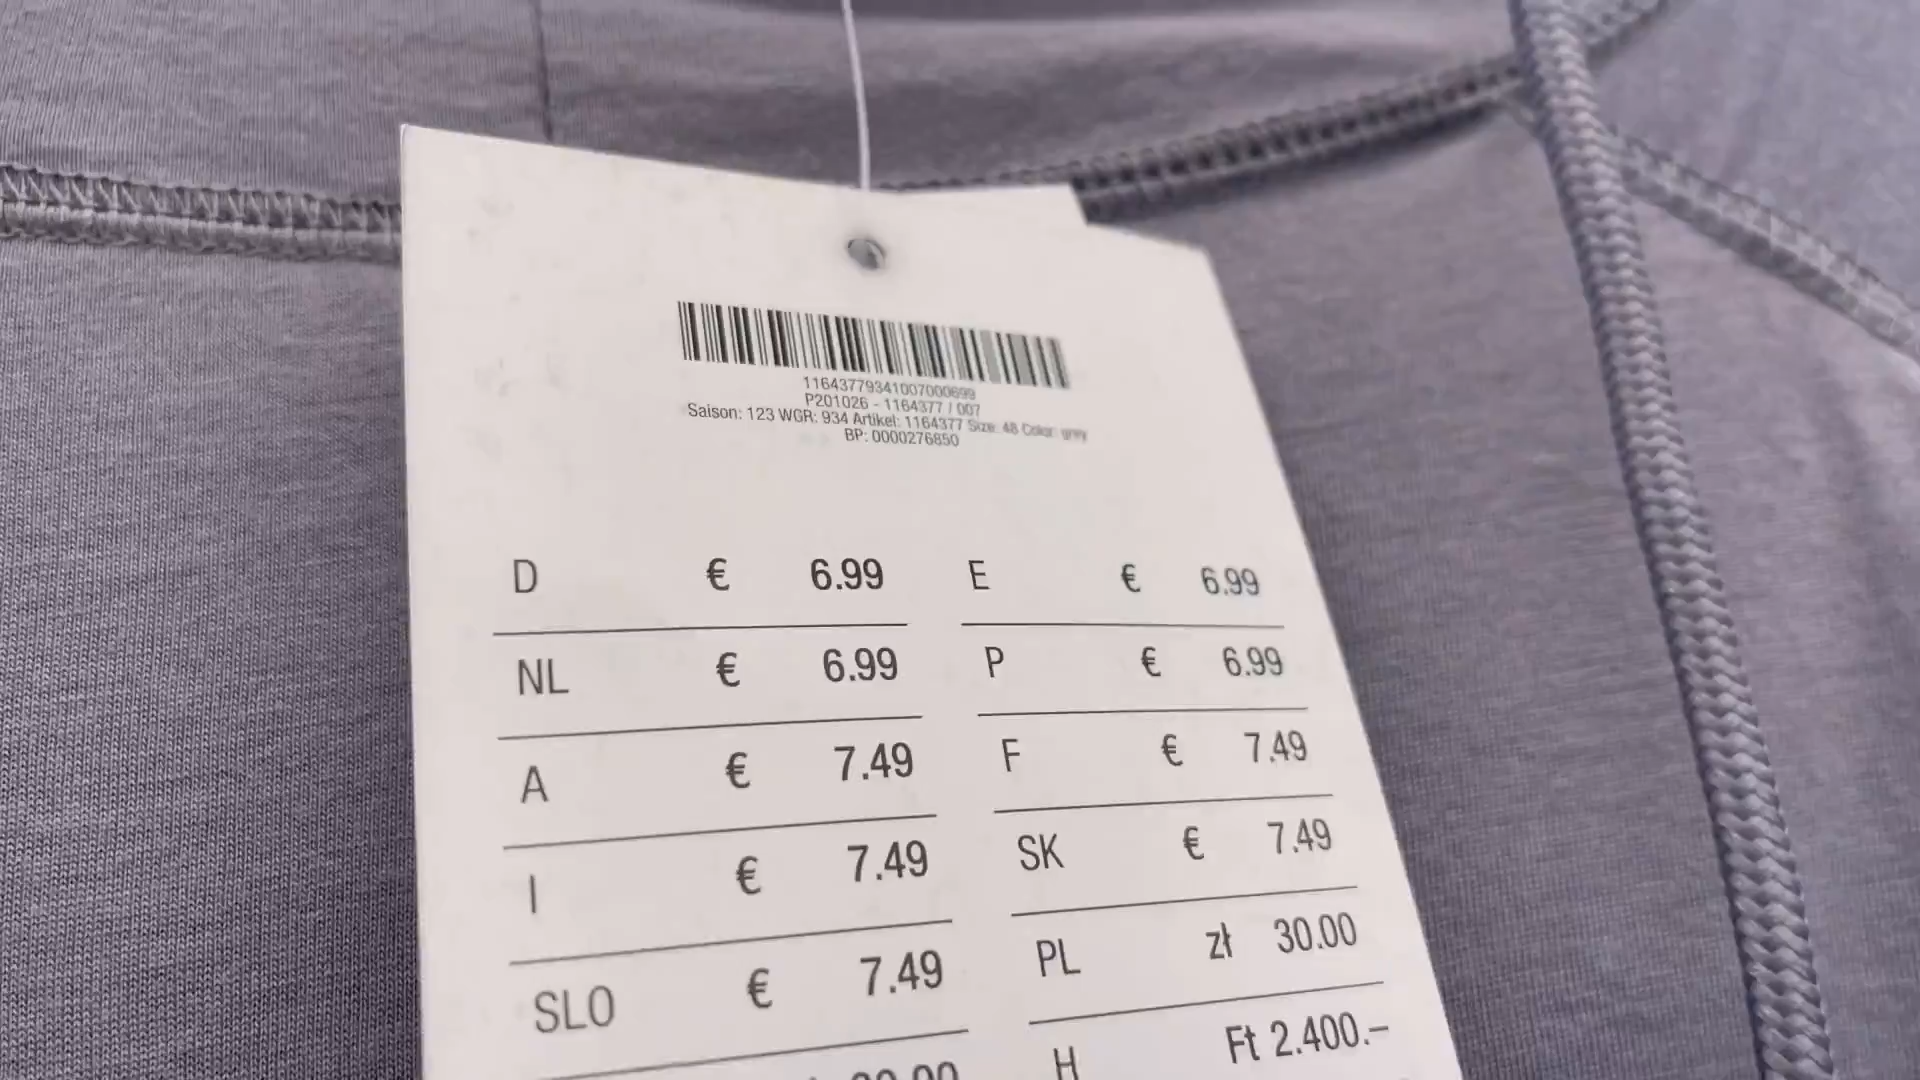 11643779341007000699
P201026 - 1164377 / 007
Saison: 123 WGR: 934 Artikel: 1164377 Size: 48 Color: grey
BP: 0000276850
D € 6.99
NL € 6.99
A € 7.49
I € 7.49
SLO € 7.49
E € 6.99
P € 6.99
F € 7.49
SK € 7.49
PL zł 30.00
H Ft 2.400.–